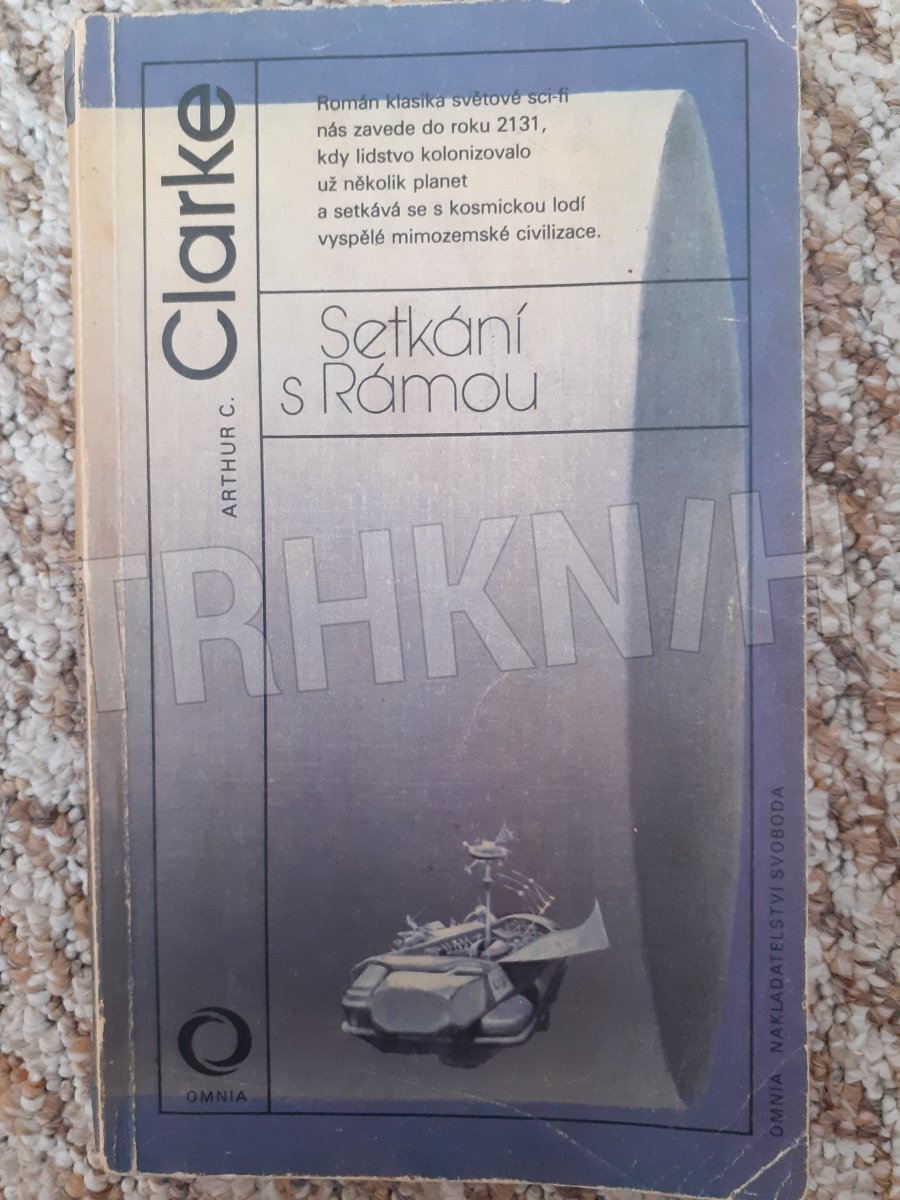 Román klasika světové sci-fi
nás zavede do roku 2131,
kdy lidstvo kolonizovalo
už několik planet
a setkává se s kosmickou lodí
vyspělé mimozemské civilizace.
ARTHUR C.
Clarke
Setkání
s Rámou
TRHKNIH
OMNIA
OMNIA . NAKLADATELSTVÍ SVOBODA